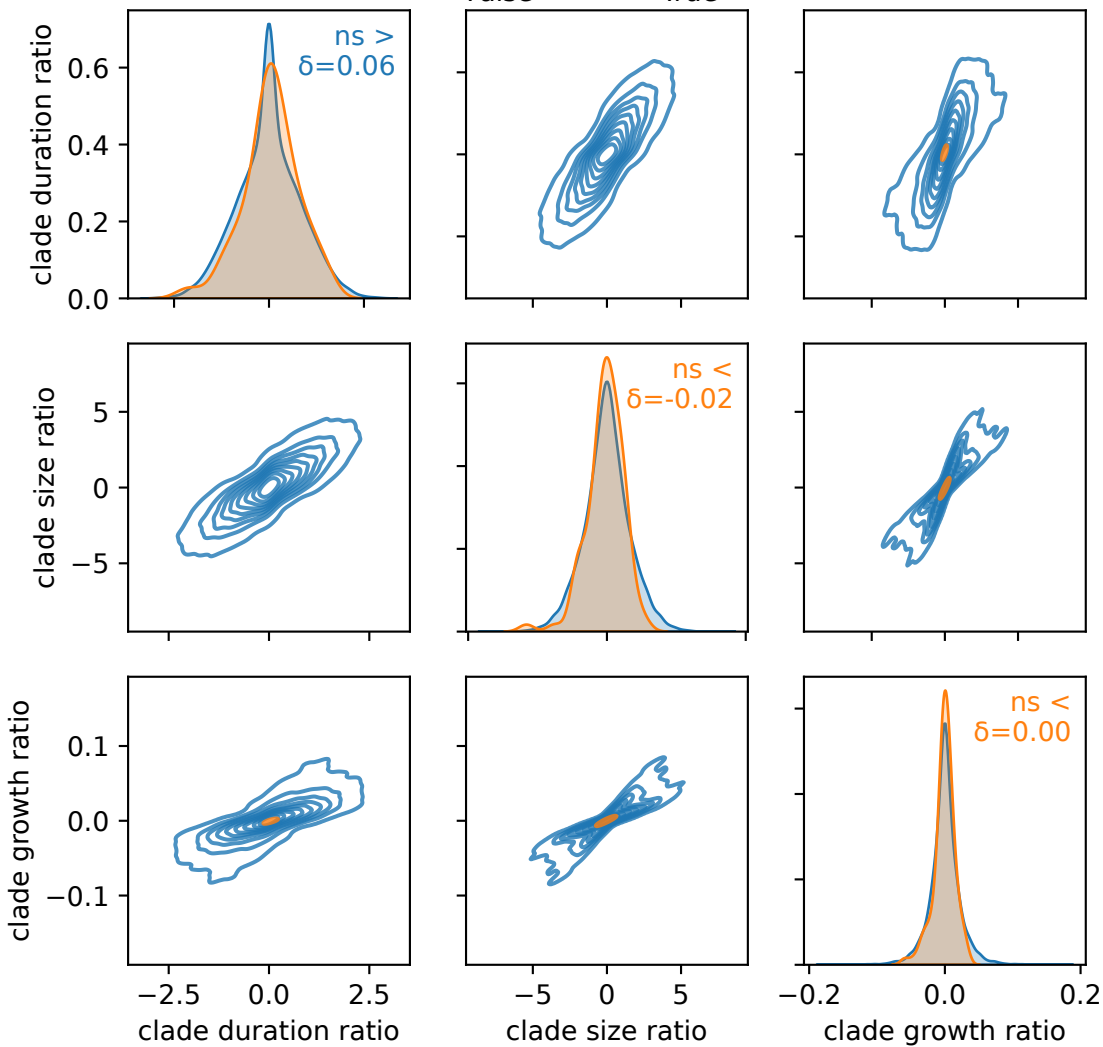 clade duration ratio
0.6
0.4
0.2
0.0
ns >
δ=0.06
clade size ratio
5
0
−5
−5
0
5
ns <
δ=-0.02
clade growth ratio
0.1
0.0
−0.1
ns <
δ=0.00
−2.5
0.0
2.5
−5
0
5
−0.2
0.0
0.2
clade duration ratio
clade size ratio
clade growth ratio